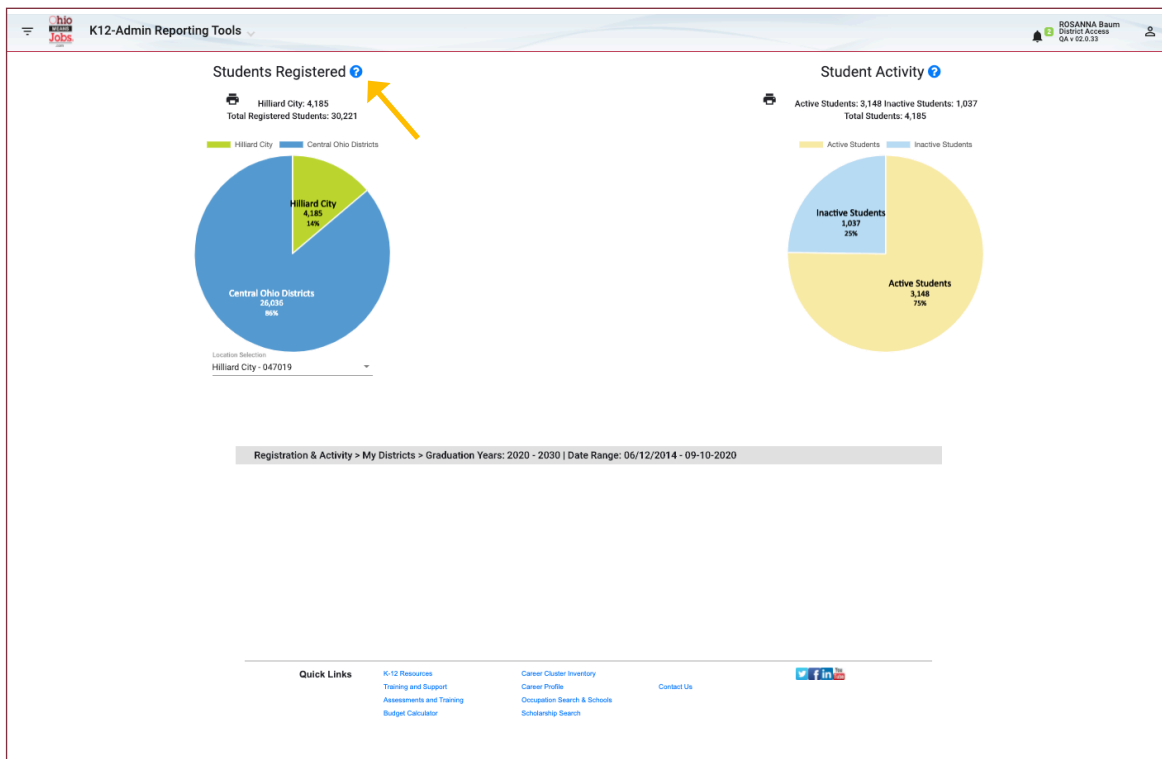 Ohio
MEANS
Jobs.
.com
K12-Admin Reporting Tools
2
ROSANNA Baum
District Access
QA v 02.0.33
Students Registered ?
Hilliard City: 4,185
Total Registered Students: 30,221
Hilliard City Central Ohio Districts
Hilliard City
4,185
14%
Central Ohio Districts
26,036
86%
Location Selection
Hilliard City - 047019
Student Activity ?
Active Students: 3,148 Inactive Students: 1,037
Total Students: 4,185
Active Students Inactive Students
Inactive Students
1,037
25%
Active Students
3,148
75%
Registration & Activity > My Districts > Graduation Years: 2020 - 2030 | Date Range: 06/12/2014 - 09-10-2020
Quick Links
K-12 Resources
Training and Support
Assessments and Training
Budget Calculator
Career Cluster Inventory
Career Profile
Occupation Search & Schools
Scholarship Search
Contact Us
f in You Tube